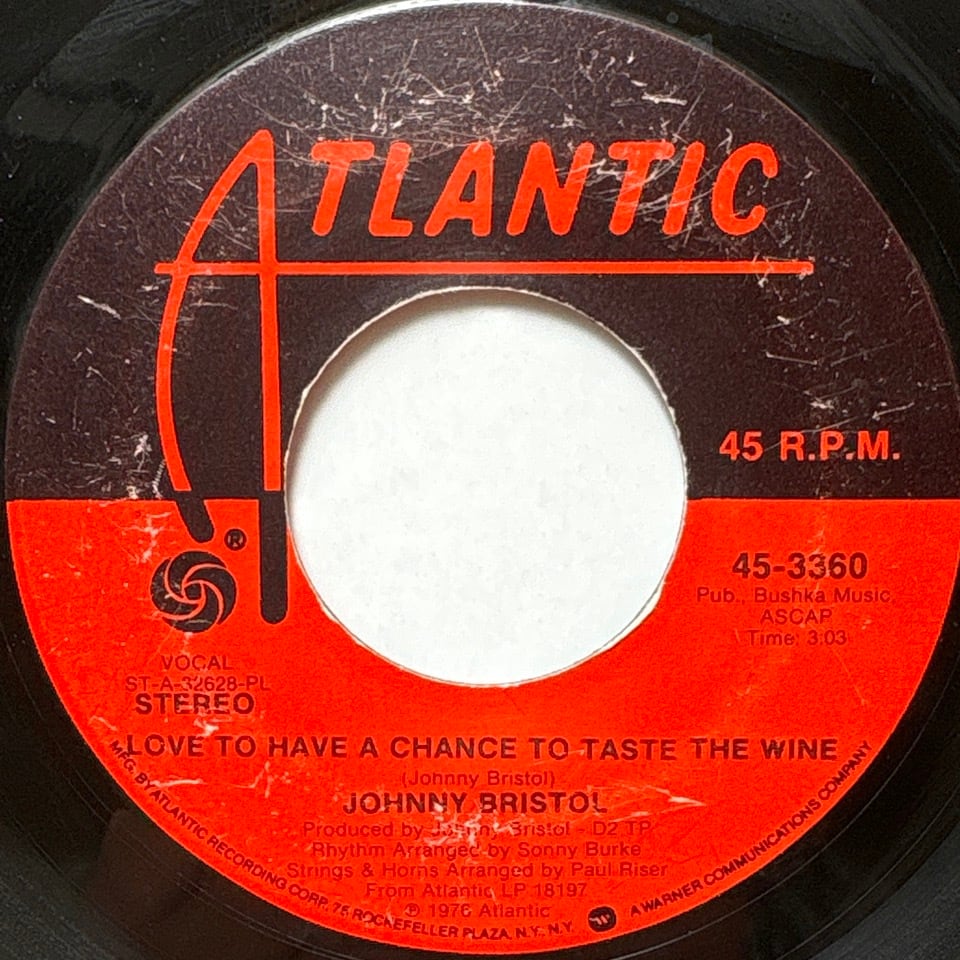 ATLANTIC
45 R.P.M.
®
45-3360
Pub., Bushka Music,
ASCAP
Time: 3:03
VOCAL
ST-A-32628-PL
STEREO
LOVE TO HAVE A CHANCE TO TASTE THE WINE
(Johnny Bristol)
JOHNNY BRISTOL
Produced by Johnny Bristol - D2 TP
Rhythm Arranged by Sonny Burke
Strings & Horns Arranged by Paul Riser
From Atlantic LP 18197
℗ 1976 Atlantic
MFG. BY ATLANTIC RECORDING CORP. 75 ROCKEFELLER PLAZA, N.Y., N.Y. A WARNER COMMUNICATIONS COMPANY